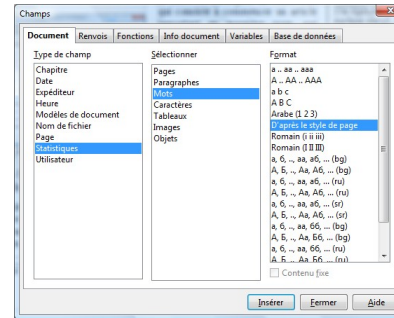 Champs
Document
Renvois
Fonctions
Info document
Variables
Base de données
Type de champ
Chapitre
Date
Expéditeur
Heure
Modèles de document
Nom de fichier
Page
Statistiques
Utilisateur
Sélectionner
Pages
Paragraphes
Mots
Caractères
Tableaux
Images
Objets
Format
a .. aa .. aaa
A .. AA .. AAA
a b c
A B C
Arabe (1 2 3)
D'après le style de page
Romain (i ii iii)
Romain (I II III)
а, б, .., аа, аб, ... (bg)
А, Б, .., Аа, Аб, ... (bg)
а, б, .., аа, аб, ... (ru)
А, Б, .., Аа, Аб, ... (ru)
а, б, .., аа, аб, ... (sr)
А, Б, .., Аа, Аб, ... (sr)
а, б, .., аа, бб, ... (bg)
А, Б, .., Аа, Бб, ... (bg)
а, б, .., аа, бб, ... (ru)
А, Б, .., Аа, Бб, ... (ru)
Contenu fixe
Insérer
Fermer
Aide